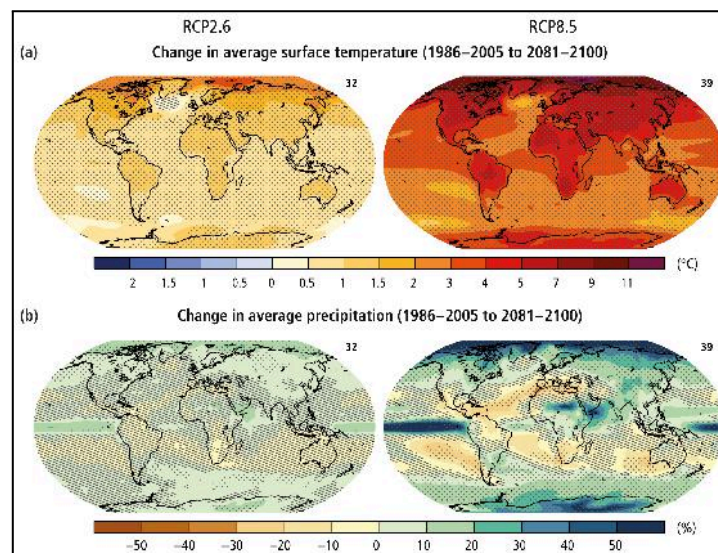 RCP2.6 RCP8.5
(a) Change in average surface temperature (1986–2005 to 2081–2100)
32 39
2 1.5 1 0.5 0 0.5 1 1.5 2 3 4 5 7 9 11 (°C)
(b) Change in average precipitation (1986–2005 to 2081–2100)
32 39
−50 −40 −30 −20 −10 0 10 20 30 40 50 (%)